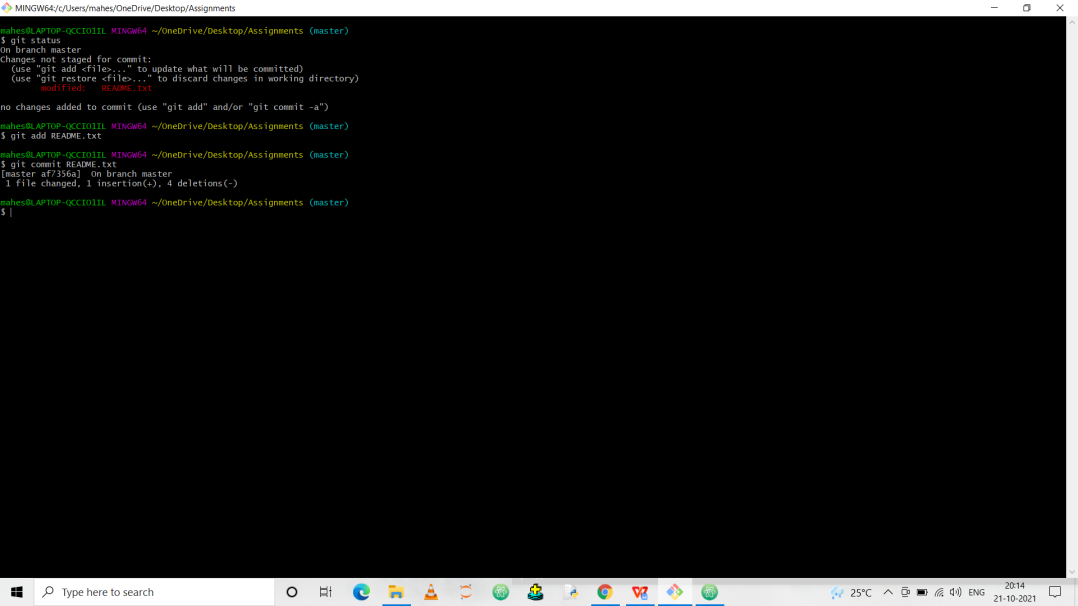 MINGW64:/c/Users/mahes/OneDrive/Desktop/Assignments
mahes@LAPTOP-QCCIO1IL MINGW64 ~/OneDrive/Desktop/Assignments (master)
$ git status
On branch master
Changes not staged for commit:
  (use "git add <file>..." to update what will be committed)
  (use "git restore <file>..." to discard changes in working directory)
        modified:   README.txt
no changes added to commit (use "git add" and/or "git commit -a")
mahes@LAPTOP-QCCIO1IL MINGW64 ~/OneDrive/Desktop/Assignments (master)
$ git add README.txt
mahes@LAPTOP-QCCIO1IL MINGW64 ~/OneDrive/Desktop/Assignments (master)
$ git commit README.txt
[master af7356a]  On branch master
 1 file changed, 1 insertion(+), 4 deletions(-)
mahes@LAPTOP-QCCIO1IL MINGW64 ~/OneDrive/Desktop/Assignments (master)
$
Type here to search
25°C
ENG
20:14
21-10-2021